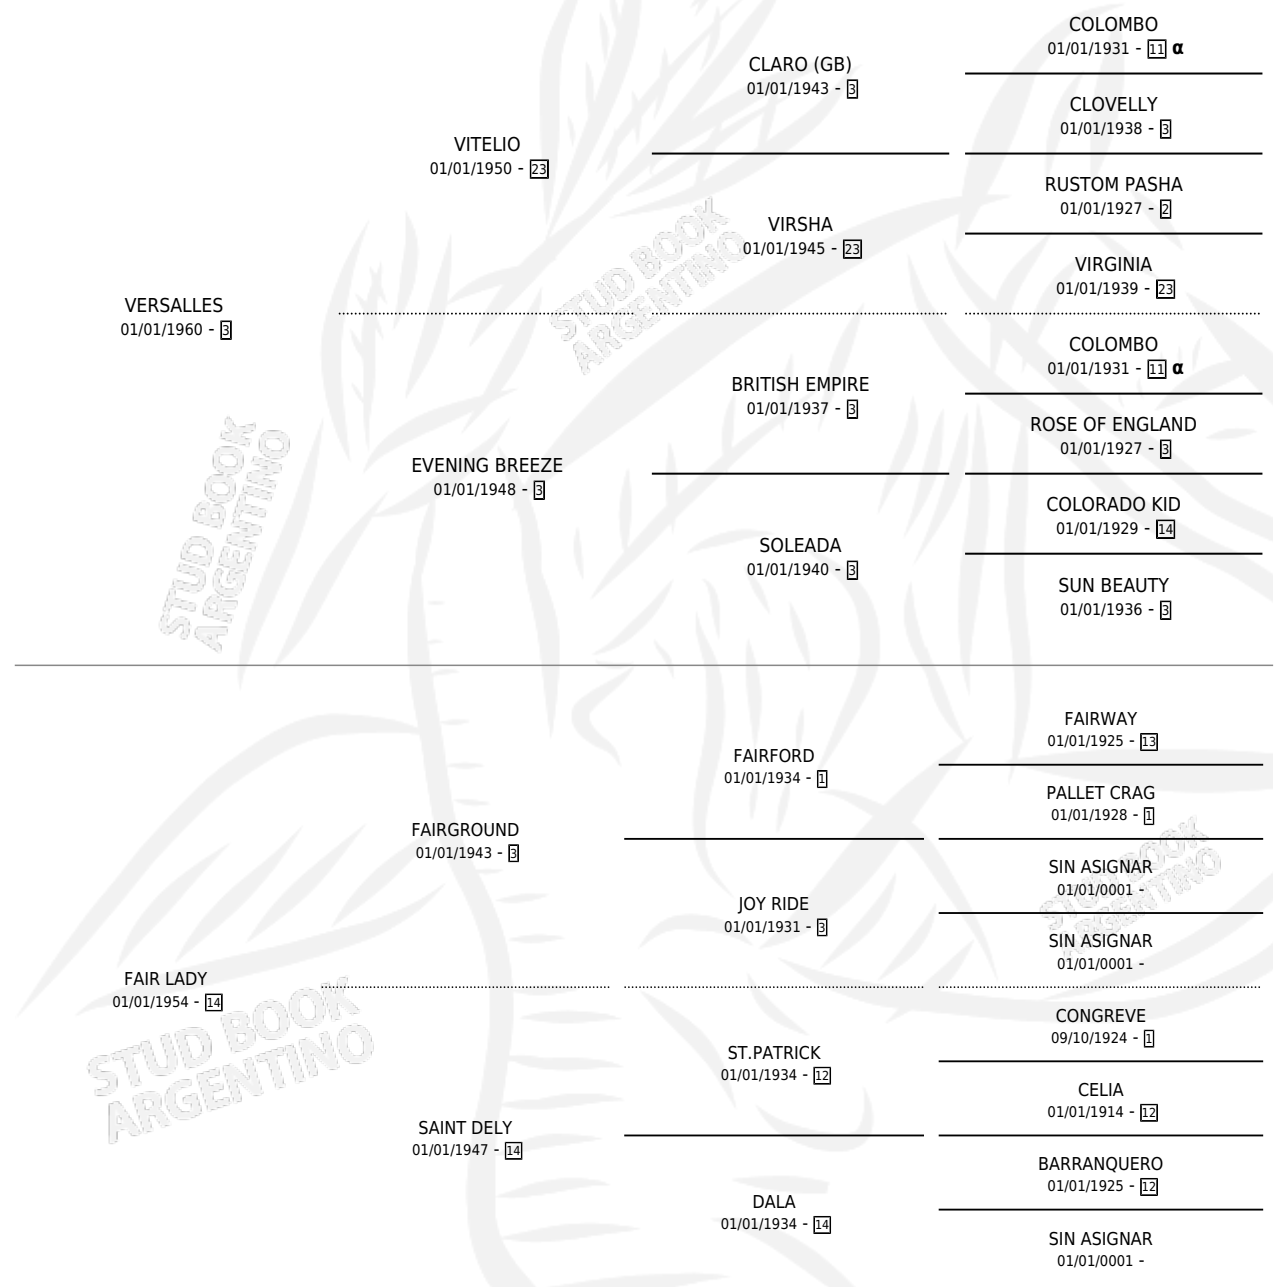 COLOMBO
01/01/1931 - 11 α
CLARO (GB)
01/01/1943 - 3
CLOVELLY
01/01/1938 - 3
VITELIO
01/01/1950 - 23
RUSTOM PASHA
01/01/1927 - 2
VIRSHA
01/01/1945 - 23
VIRGINIA
01/01/1939 - 23
VERSALLES
01/01/1960 - 3
COLOMBO
01/01/1931 - 11 α
BRITISH EMPIRE
01/01/1937 - 3
ROSE OF ENGLAND
01/01/1927 - 3
EVENING BREEZE
01/01/1948 - 3
COLORADO KID
01/01/1929 - 14
SOLEADA
01/01/1940 - 3
SUN BEAUTY
01/01/1936 - 3
FAIRWAY
01/01/1925 - 13
FAIRFORD
01/01/1934 - 1
PALLET CRAG
01/01/1928 - 1
FAIRGROUND
01/01/1943 - 3
SIN ASIGNAR
01/01/0001 -
JOY RIDE
01/01/1931 - 3
SIN ASIGNAR
01/01/0001 -
FAIR LADY
01/01/1954 - 14
CONGREVE
09/10/1924 - 1
ST.PATRICK
01/01/1934 - 12
CELIA
01/01/1914 - 12
SAINT DELY
01/01/1947 - 14
BARRANQUERO
01/01/1925 - 12
DALA
01/01/1934 - 14
SIN ASIGNAR
01/01/0001 -
STUD BOOK
ARGENTINO
STUD BOOK
ARGENTINO
STUD BOOK
ARGENTINO
STUD BOOK
ARGENTINO